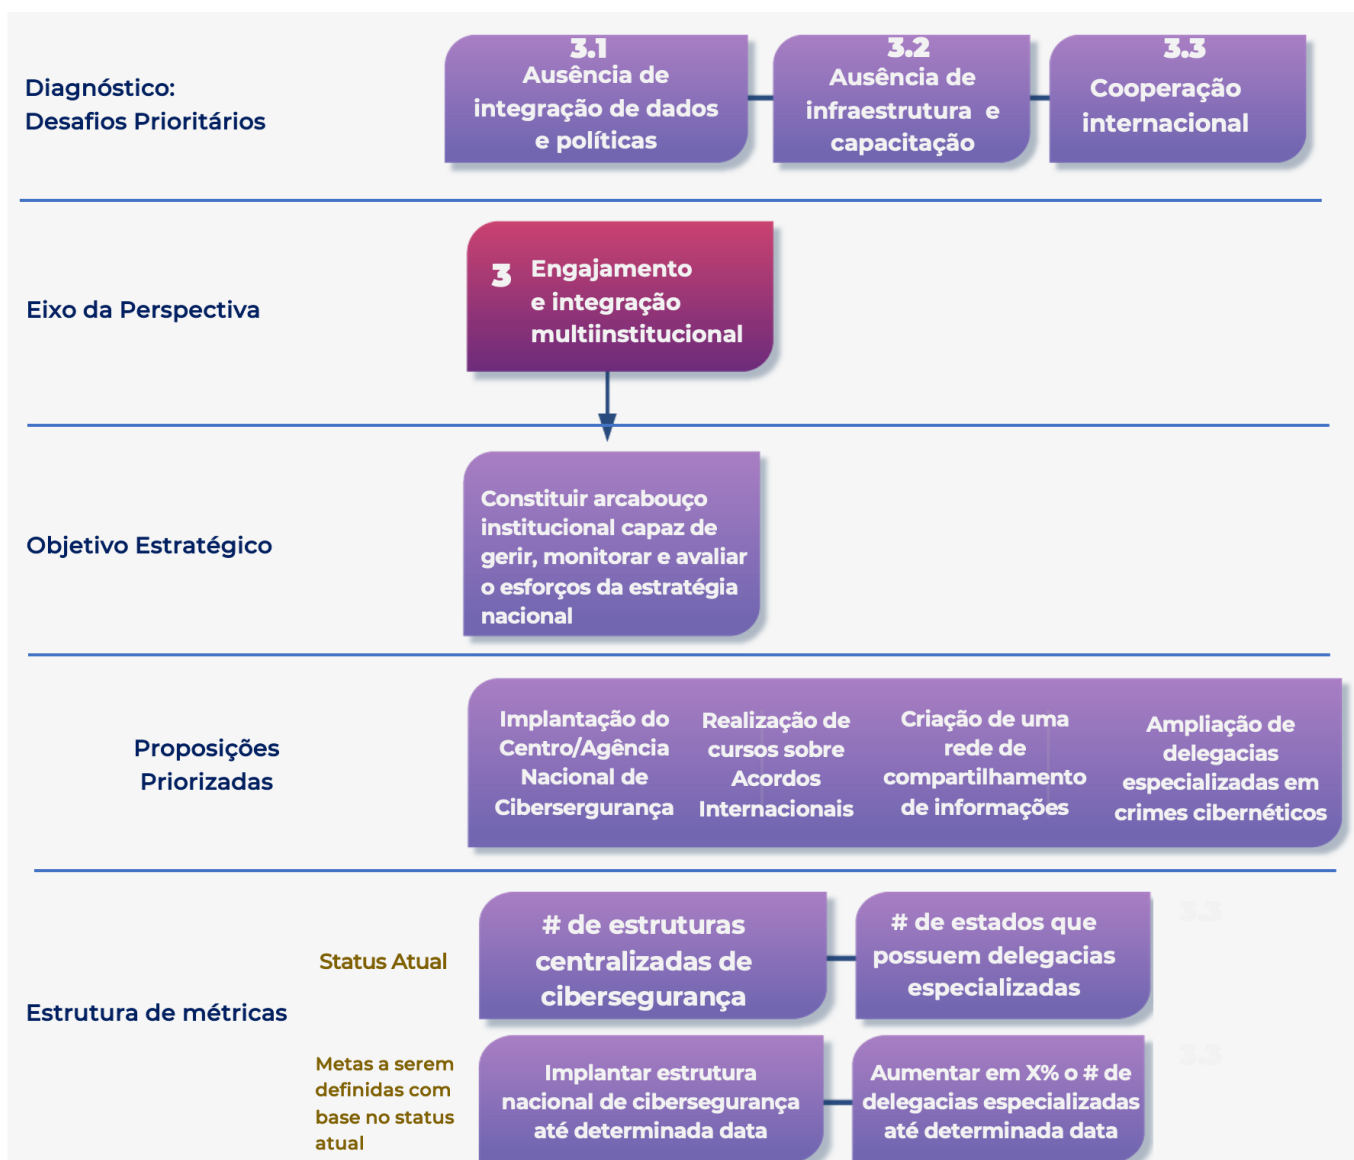 Diagnóstico:
Desafios Prioritários
3.1
Ausência de
integração de dados
e políticas
3.2
Ausência de
infraestrutura e
capacitação
3.3
Cooperação
internacional
Eixo da Perspectiva
3
Engajamento
e integração
multiinstitucional
Objetivo Estratégico
Constituir arcabouço
institucional capaz de
gerir, monitorar e avaliar
o esforços da estratégia
nacional
Proposições
Priorizadas
Implantação do
Centro/Agência
Nacional de
Cibersergurança
Realização de
cursos sobre
Acordos
Internacionais
Criação de uma
rede de
compartilhamento
de informações
Ampliação de
delegacias
especializadas em
crimes cibernéticos
Estrutura de métricas
Status Atual
# de estruturas
centralizadas de
cibersegurança
# de estados que
possuem delegacias
especializadas
3.3
Metas a serem
definidas com
base no status
atual
Implantar estrutura
nacional de cibersegurança
até determinada data
Aumentar em X% o # de
delegacias especializadas
até determinada data
3.3